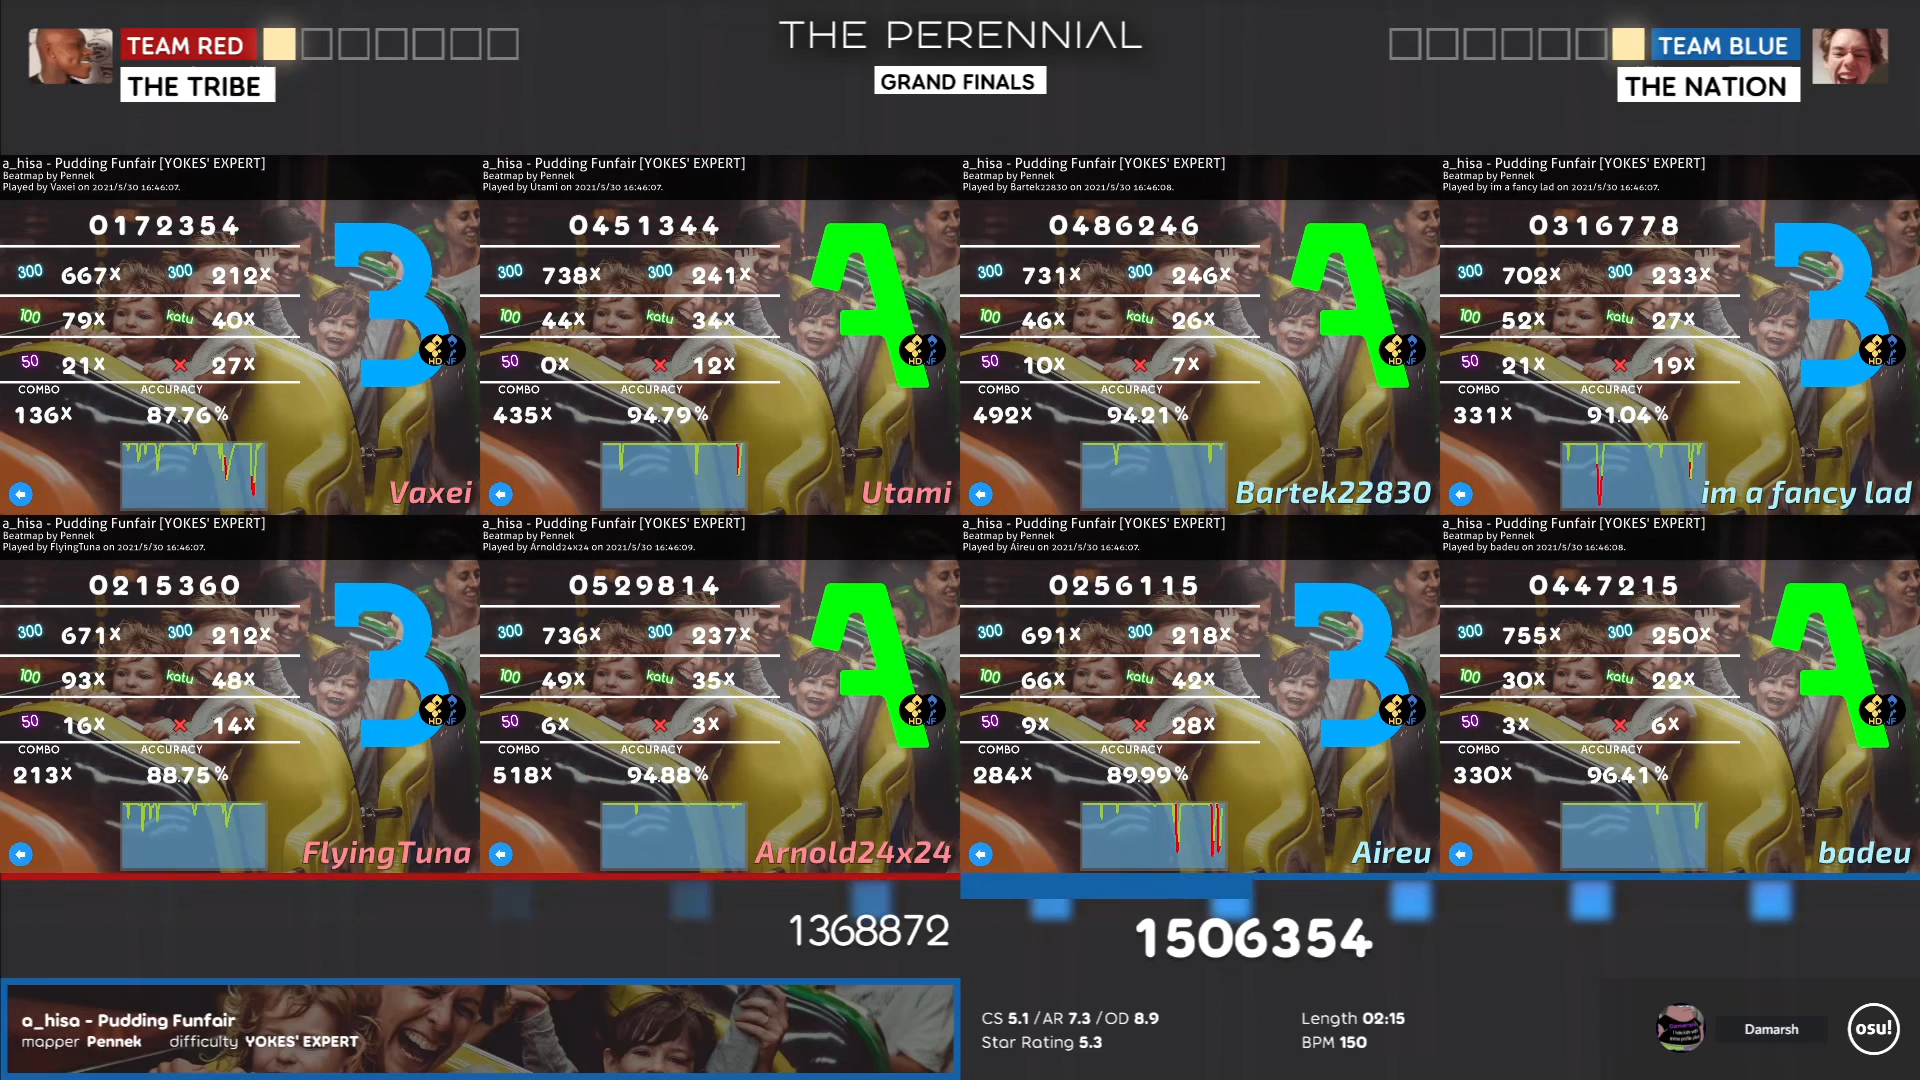 TEAM RED
THE TRIBE
THE PERENNIAL
GRAND FINALS
TEAM BLUE
THE NATION
a_hisa - Pudding Funfair [YOKES' EXPERT]
Beatmap by Pennek
Played by Vaxei on 2021/5/30 16:46:07.
0172354
300 667x 300 212x
100 79x katu 40x
50 21x 27x
COMBO ACCURACY
136x 87.76%
HD NF
Vaxei
a_hisa - Pudding Funfair [YOKES' EXPERT]
Beatmap by Pennek
Played by Utami on 2021/5/30 16:46:07.
0451344
A
300 738x 300 241x
100 44x katu 34x
50 0x 12x
COMBO ACCURACY
435x 94.79%
HD NF
Utami
a_hisa - Pudding Funfair [YOKES' EXPERT]
Beatmap by Pennek
Played by Bartek22830 on 2021/5/30 16:46:08.
0486246
A
300 731x 300 246x
100 46x katu 26x
50 10x 7x
COMBO ACCURACY
492x 94.21%
HD NF
Bartek22830
a_hisa - Pudding Funfair [YOKES' EXPERT]
Beatmap by Pennek
Played by im a fancy lad on 2021/5/30 16:46:07.
0316778
300 702x 300 233x
100 52x katu 27x
50 21x 19x
COMBO ACCURACY
331x 91.04%
HD NF
im a fancy lad
a_hisa - Pudding Funfair [YOKES' EXPERT]
Beatmap by Pennek
Played by FlyingTuna on 2021/5/30 16:46:07.
0215360
300 671x 300 212x
100 93x katu 48x
50 16x 14x
COMBO ACCURACY
213x 88.75%
HD NF
FlyingTuna
a_hisa - Pudding Funfair [YOKES' EXPERT]
Beatmap by Pennek
Played by Arnold24x24 on 2021/5/30 16:46:09.
0529814
A
300 736x 300 237x
100 49x katu 35x
50 6x 3x
COMBO ACCURACY
518x 94.88%
HD NF
Arnold24x24
a_hisa - Pudding Funfair [YOKES' EXPERT]
Beatmap by Pennek
Played by Aireu on 2021/5/30 16:46:07.
0256115
300 691x 300 218x
100 66x katu 42x
50 9x 28x
COMBO ACCURACY
284x 89.99%
HD NF
Aireu
a_hisa - Pudding Funfair [YOKES' EXPERT]
Beatmap by Pennek
Played by badeu on 2021/5/30 16:46:08.
0447215
A
300 755x 300 250x
100 30x katu 22x
50 3x 6x
COMBO ACCURACY
330x 96.41%
HD NF
badeu
1368872
1506354
a_hisa - Pudding Funfair
mapper Pennek difficulty YOKES' EXPERT
CS 5.1 / AR 7.3 / OD 8.9
Star Rating 5.3
Length 02:15
BPM 150
Damarsh
osu!